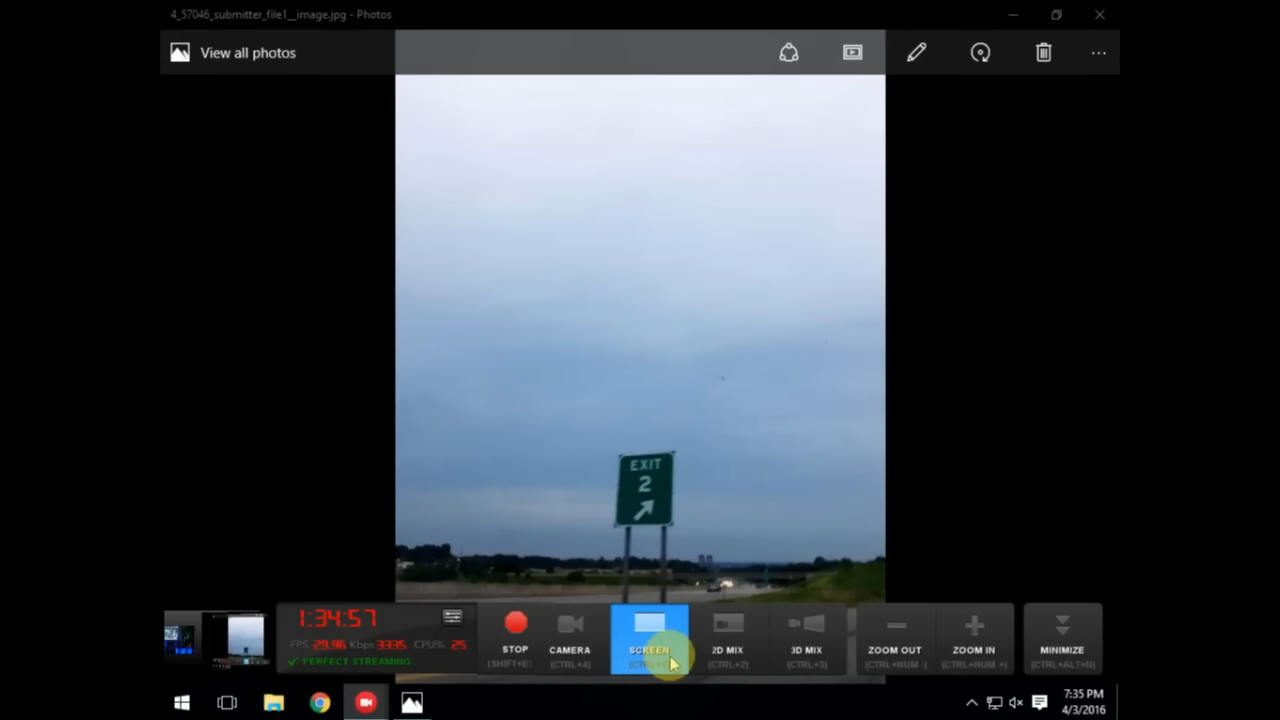 4_57046_submitter_file1__image.jpg - Photos
View all photos
EXIT
2
1:34:57
FPS 29.96 Kbps 3335 CPU% 25
✓ PERFECT STREAMING
STOP
(SHIFT+E)
CAMERA
(CTRL+4)
SCREEN
2D MIX
(CTRL+2)
3D MIX
(CTRL+3)
ZOOM OUT
(CTRL+NUM -)
ZOOM IN
(CTRL+NUM +)
MINIMIZE
(CTRL+ALT+N)
7:35 PM
4/3/2016